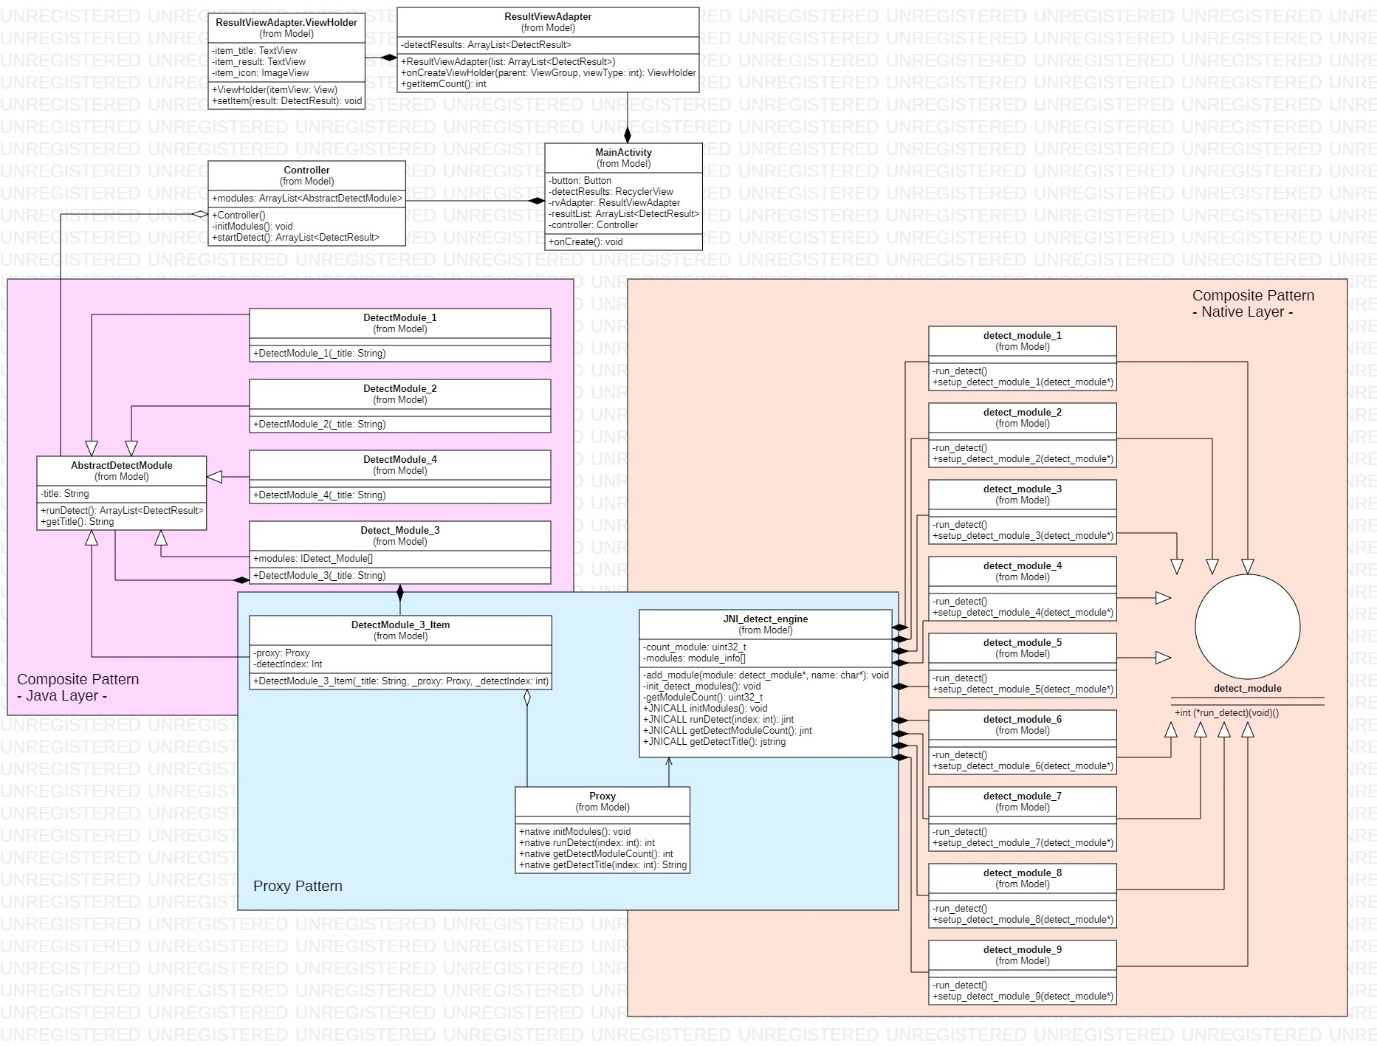 ResultViewAdapter.ViewHolder
(from Model)
-item_title: TextView
-item_result: TextView
-item_icon: ImageView
+ViewHolder(itemView: View)
+setItem(result: DetectResult): void
ResultViewAdapter
(from Model)
-detectResults: ArrayList<DetectResult>
+ResultViewAdapter(list: ArrayList<DetectResult>)
+onCreateViewHolder(parent: ViewGroup, viewType: int): ViewHolder
+getItemCount(): int
Controller
(from Model)
+modules: ArrayList<AbstractDetectModule>
+Controller()
-initModules(): void
+startDetect(): ArrayList<DetectResult>
MainActivity
(from Model)
-button: Button
-detectResults: RecyclerView
-rvAdapter: ResultViewAdapter
-resultList: ArrayList<DetectResult>
-controller: Controller
+onCreate(): void
DetectModule_1
(from Model)
+DetectModule_1(_title: String)
DetectModule_2
(from Model)
+DetectModule_2(_title: String)
AbstractDetectModule
(from Model)
-title: String
+runDetect(): ArrayList<DetectResult>
+getTitle(): String
DetectModule_4
(from Model)
+DetectModule_4(_title: String)
Detect_Module_3
(from Model)
+modules: IDetect_Module[]
+DetectModule_3(_title: String)
Composite Pattern
- Java Layer -
DetectModule_3_Item
(from Model)
-proxy: Proxy
-detectIndex: Int
+DetectModule_3_Item(_title: String, _proxy: Proxy, _detectIndex: int)
JNI_detect_engine
(from Model)
-count_module: uint32_t
-modules: module_info[]
-add_module(module: detect_module*, name: char*): void
-init_detect_modules(): void
-getModuleCount(): uint32_t
+JNICALL initModules(): void
+JNICALL runDetect(index: int): jint
+JNICALL getDetectModuleCount(): jint
+JNICALL getDetectTitle(): jstring
Proxy
(from Model)
+native initModules(): void
+native runDetect(index: int): int
+native getDetectModuleCount(): int
+native getDetectTitle(index: int): String
Proxy Pattern
Composite Pattern
- Native Layer -
detect_module_1
(from Model)
-run_detect()
+setup_detect_module_1(detect_module*)
detect_module_2
(from Model)
-run_detect()
+setup_detect_module_2(detect_module*)
detect_module_3
(from Model)
-run_detect()
+setup_detect_module_3(detect_module*)
detect_module_4
(from Model)
-run_detect()
+setup_detect_module_4(detect_module*)
detect_module_5
(from Model)
-run_detect()
+setup_detect_module_5(detect_module*)
detect_module_6
(from Model)
-run_detect()
+setup_detect_module_6(detect_module*)
detect_module_7
(from Model)
-run_detect()
+setup_detect_module_7(detect_module*)
detect_module_8
(from Model)
-run_detect()
+setup_detect_module_8(detect_module*)
detect_module_9
(from Model)
-run_detect()
+setup_detect_module_9(detect_module*)
detect_module
+int (*run_detect)(void)()
UNREGISTERED